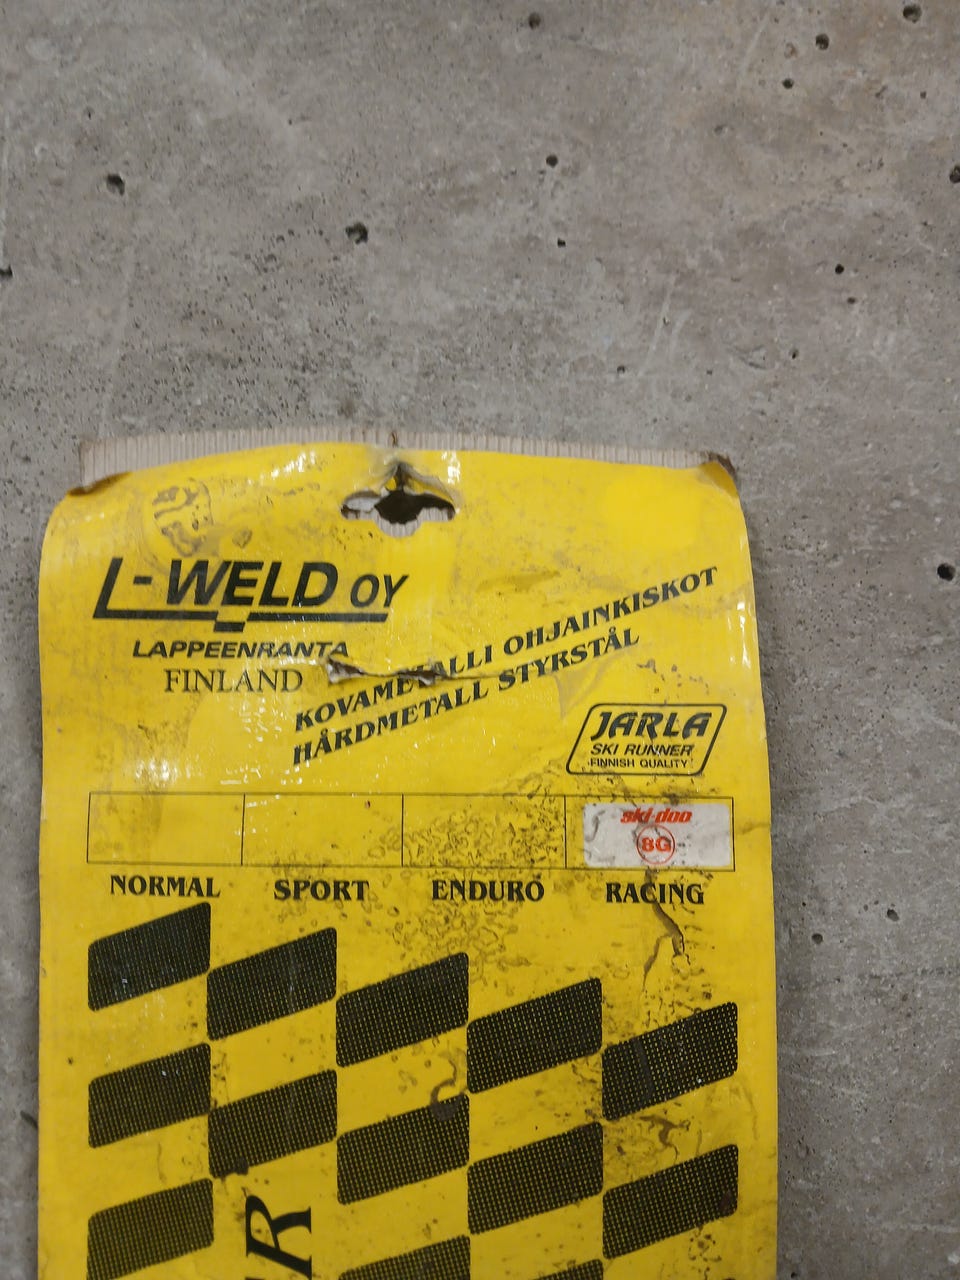 L-WELD OY
LAPPEENRANTA
FINLAND
KOVAMETALLI OHJAINKISKOT
HÅRDMETALL STYRSTÅL
JARLA
SKI RUNNER
FINNISH QUALITY
ski-doo
8G
NORMAL SPORT ENDURO RACING
R